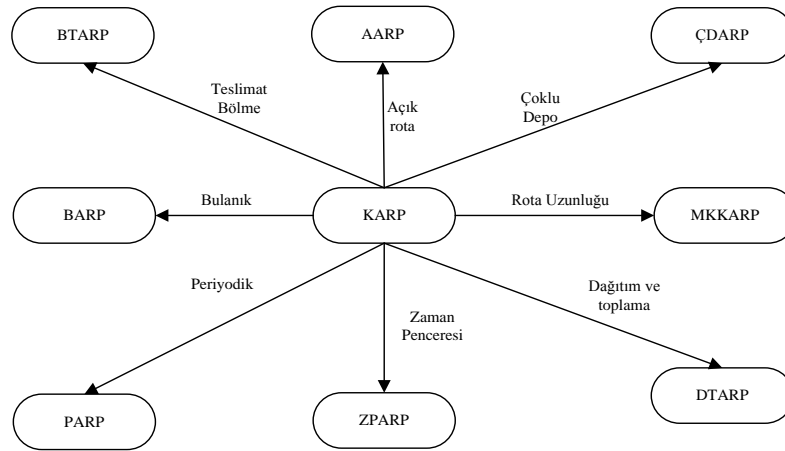 BTARP
AARP
ÇDARP
Teslimat
Bölme
Açık
rota
Çoklu
Depo
BARP
Bulanık
KARP
Rota Uzunluğu
MKKARP
Periyodik
Zaman
Penceresi
Dağıtım ve
toplama
PARP
ZPARP
DTARP